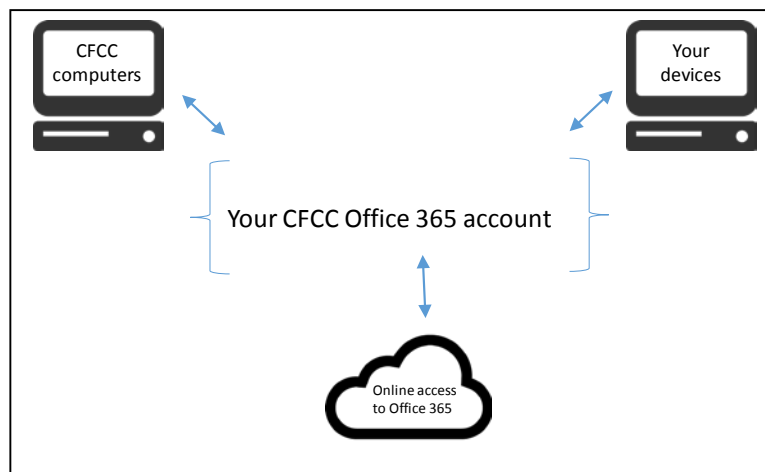 CFCC
computers
Your
devices
Your CFCC Office 365 account
Online access
to Office 365